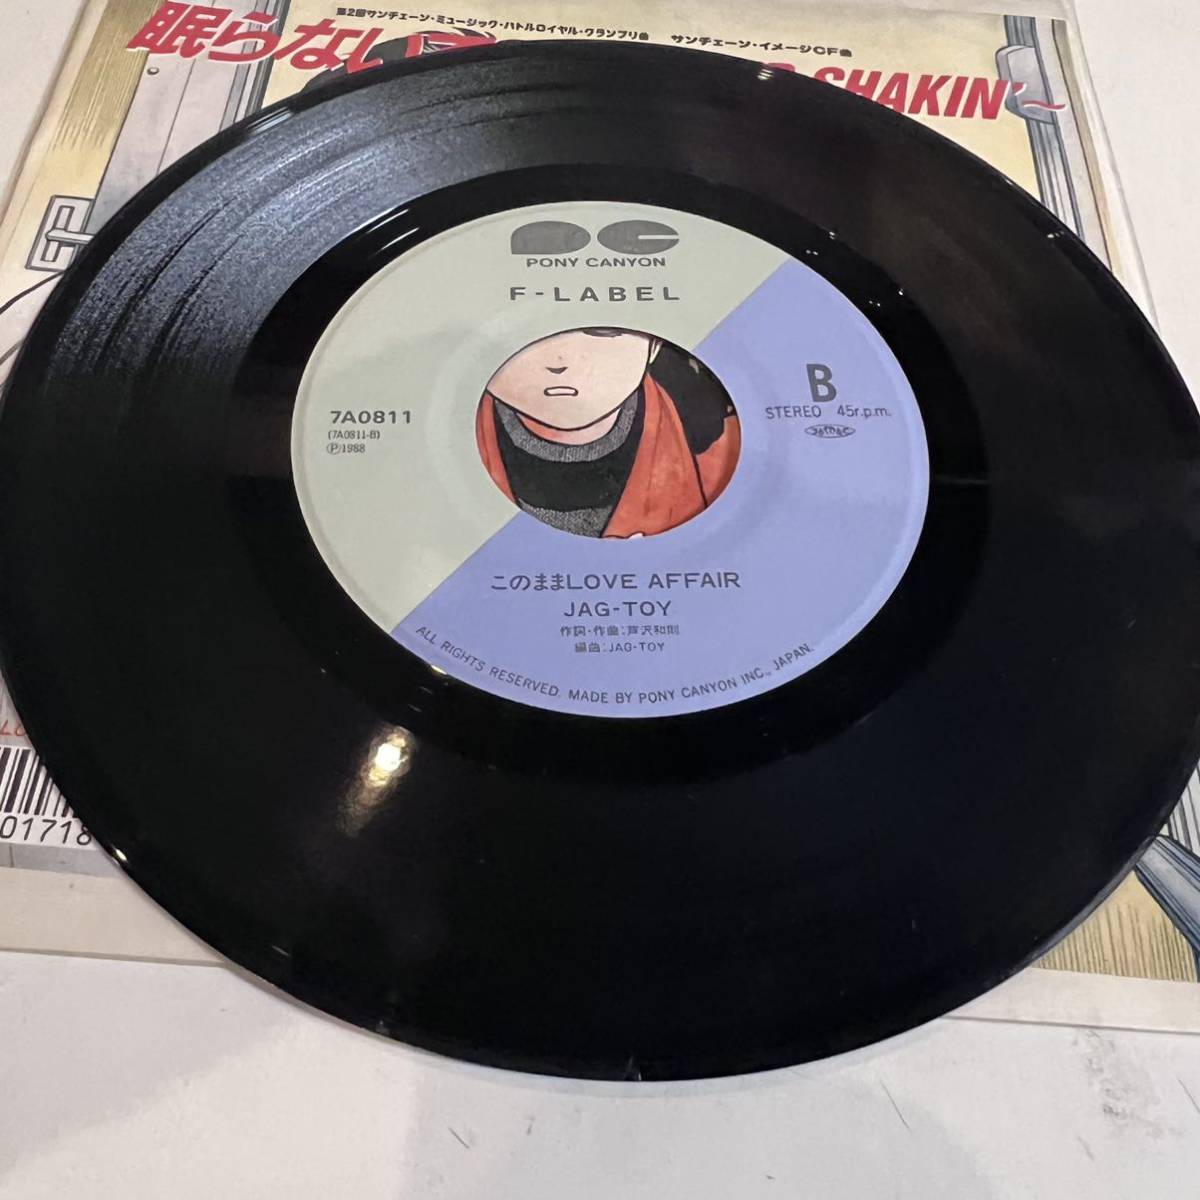 第2回サンチェーン・ミュージック・バトルロイヤル・グランプリ曲 サンチェーン・イメージCF曲
眠らない
SHAKIN'～
PC
PONY CANYON
F-LABEL
7A0811
(7A0811-B)
Ⓟ1988
B
STEREO 45r.p.m.
このままLOVE AFFAIR
JAG-TOY
作詞・作曲:芦沢和則
編曲:JAG-TOY
ALL RIGHTS RESERVED. MADE BY PONY CANYON INC., JAPAN.
01718